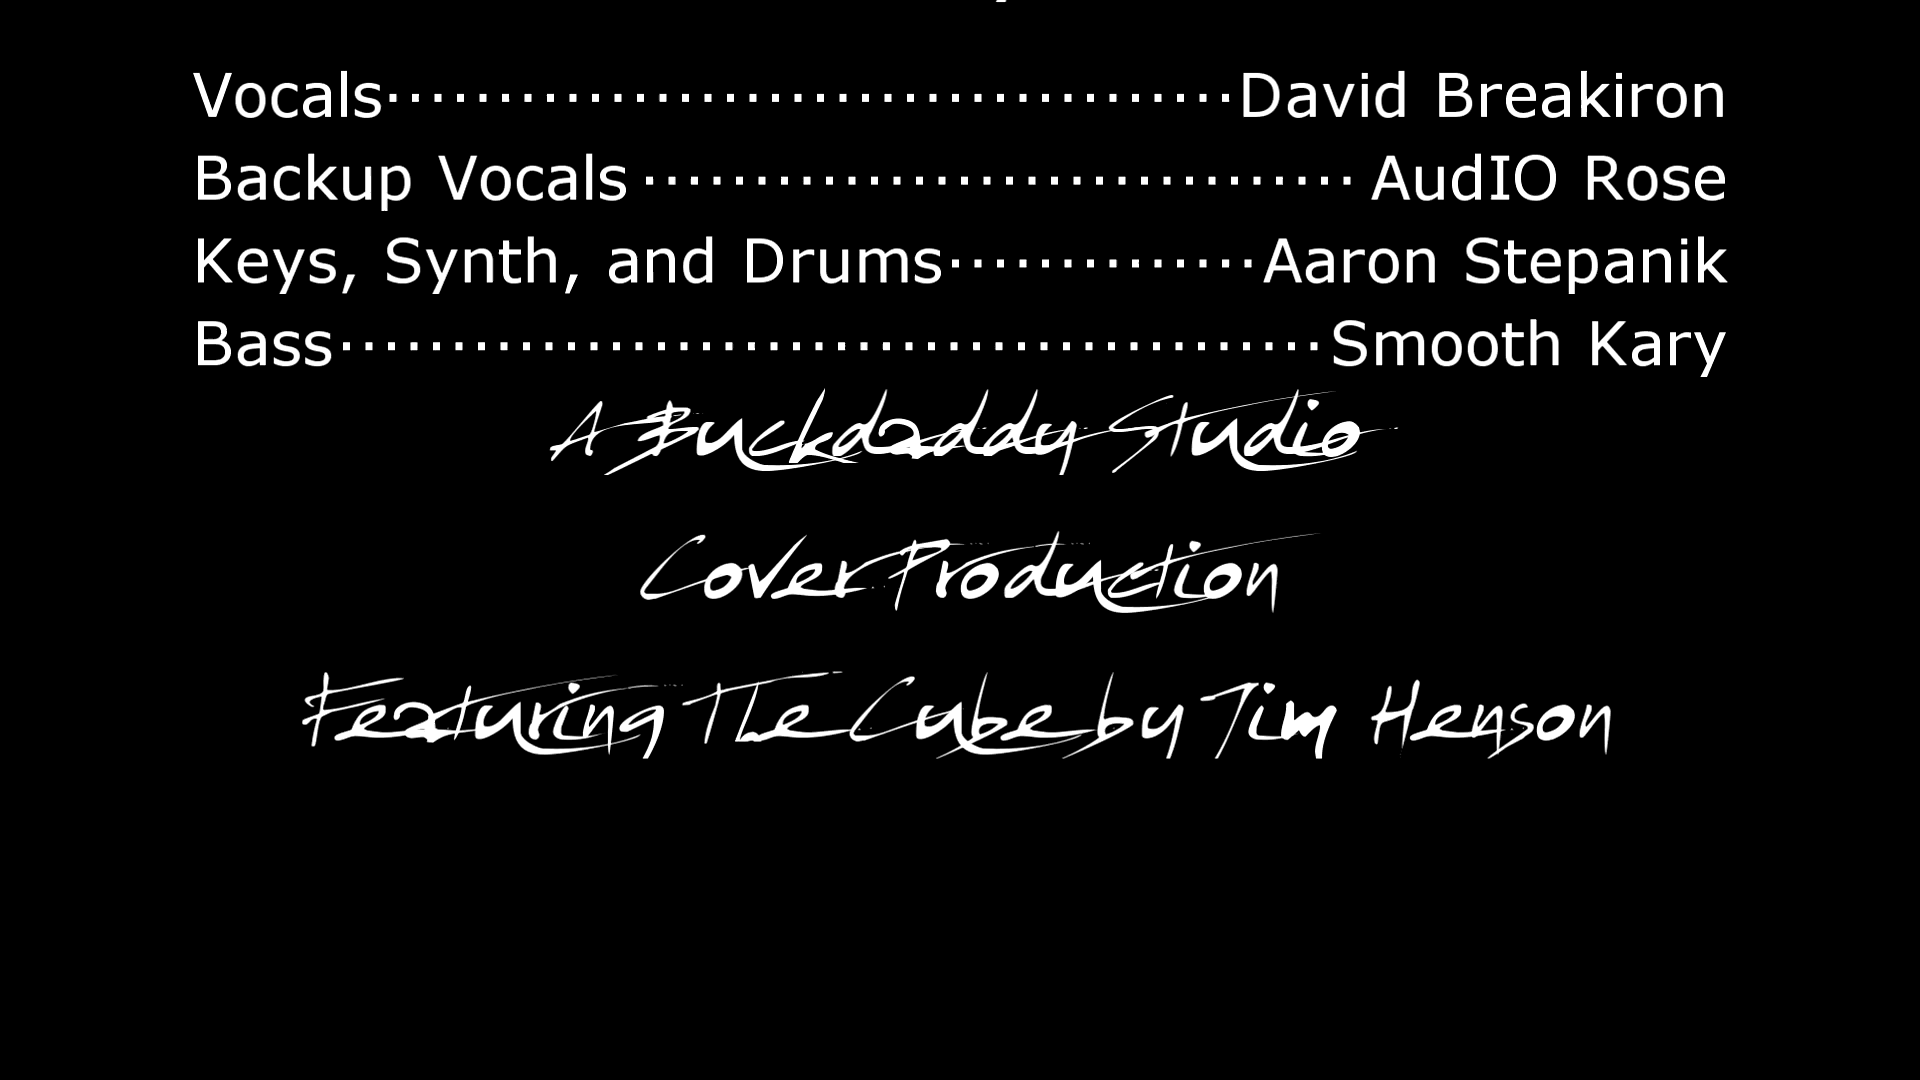 Vocals·····································David Breakiron
Backup Vocals ································ AudIO Rose
Keys, Synth, and Drums··············Aaron Stepanik
Bass···········································Smooth Kary
A Buckdaddy Studio
Cover Production
Featuring The Cube by Jim Henson